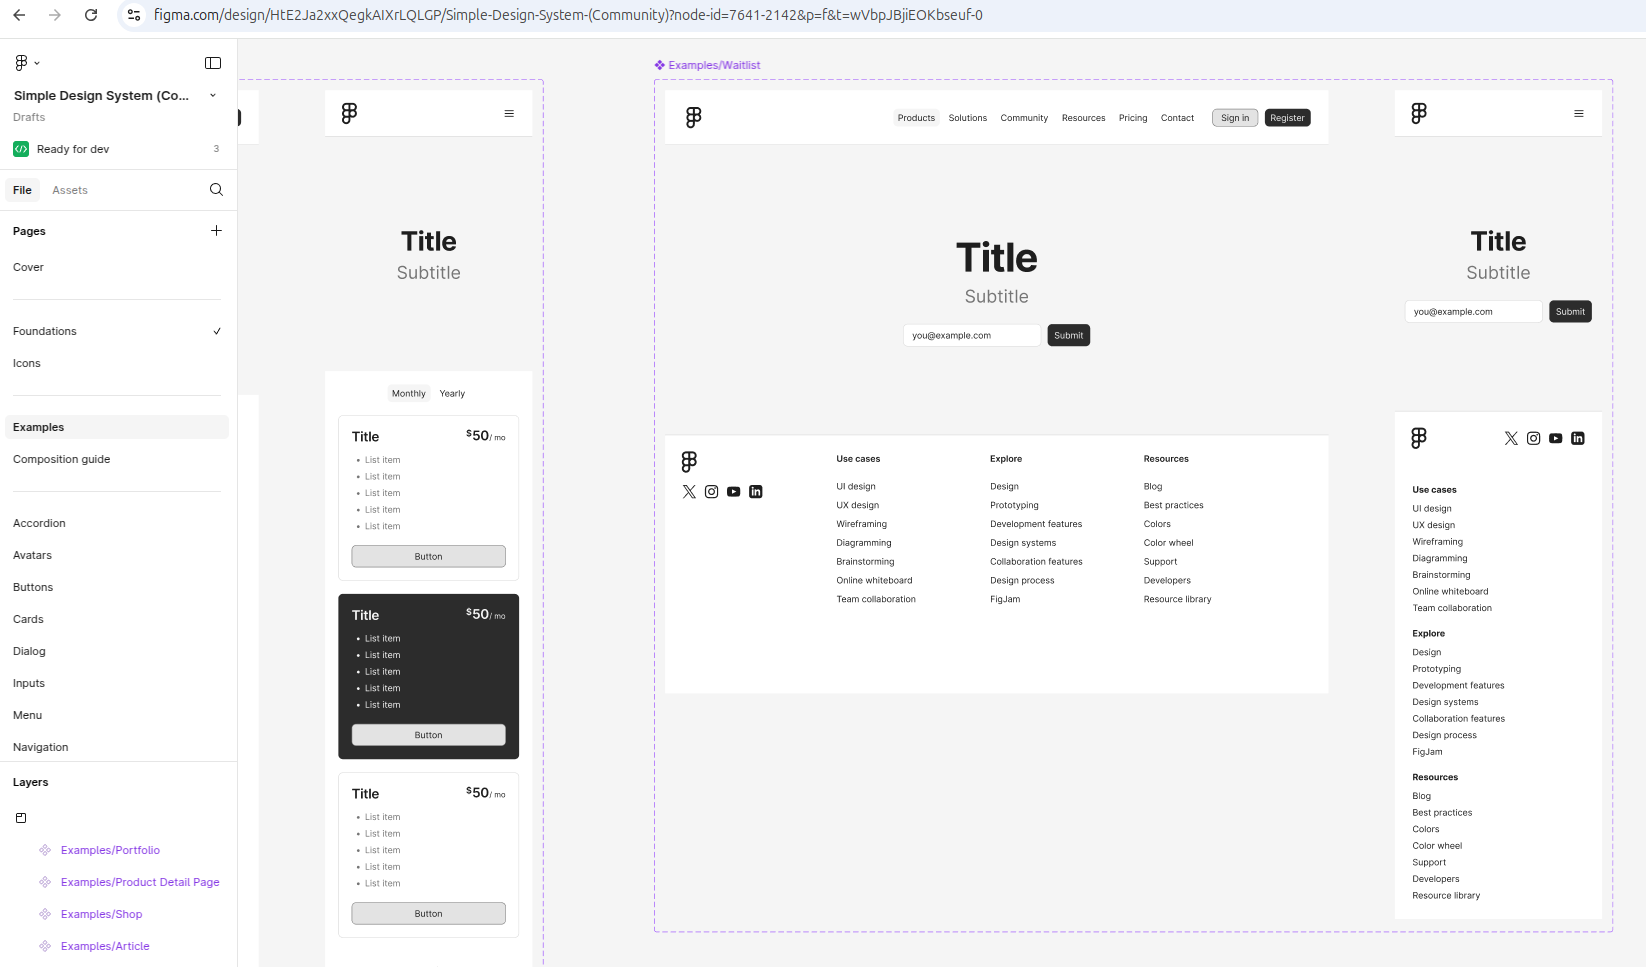 figma.com/design/HtE2Ja2xxQegkAIXrLQLGP/Simple-Design-System-(Community)?node-id=7641-2142&p=f&t=wVbpJBjiEOKbseuf-0
Simple Design System (Co...
Drafts
Ready for dev 3
File Assets
Pages
Cover
Foundations
Icons
Examples
Composition guide
Accordion
Avatars
Buttons
Cards
Dialog
Inputs
Menu
Navigation
Layers
Examples/Portfolio
Examples/Product Detail Page
Examples/Shop
Examples/Article
Title
Subtitle
Monthly Yearly
Title $50/ mo
• List item
• List item
• List item
• List item
• List item
Button
Title $50/ mo
• List item
• List item
• List item
• List item
• List item
Button
Title $50/ mo
• List item
• List item
• List item
• List item
• List item
Button
Examples/Waitlist
Products Solutions Community Resources Pricing Contact Sign in Register
Title
Subtitle
you@example.com Submit
Use cases
UI design
UX design
Wireframing
Diagramming
Brainstorming
Online whiteboard
Team collaboration
Explore
Design
Prototyping
Development features
Design systems
Collaboration features
Design process
FigJam
Resources
Blog
Best practices
Colors
Color wheel
Support
Developers
Resource library
Title
Subtitle
you@example.com Submit
Use cases
UI design
UX design
Wireframing
Diagramming
Brainstorming
Online whiteboard
Team collaboration
Explore
Design
Prototyping
Development features
Design systems
Collaboration features
Design process
FigJam
Resources
Blog
Best practices
Colors
Color wheel
Support
Developers
Resource library